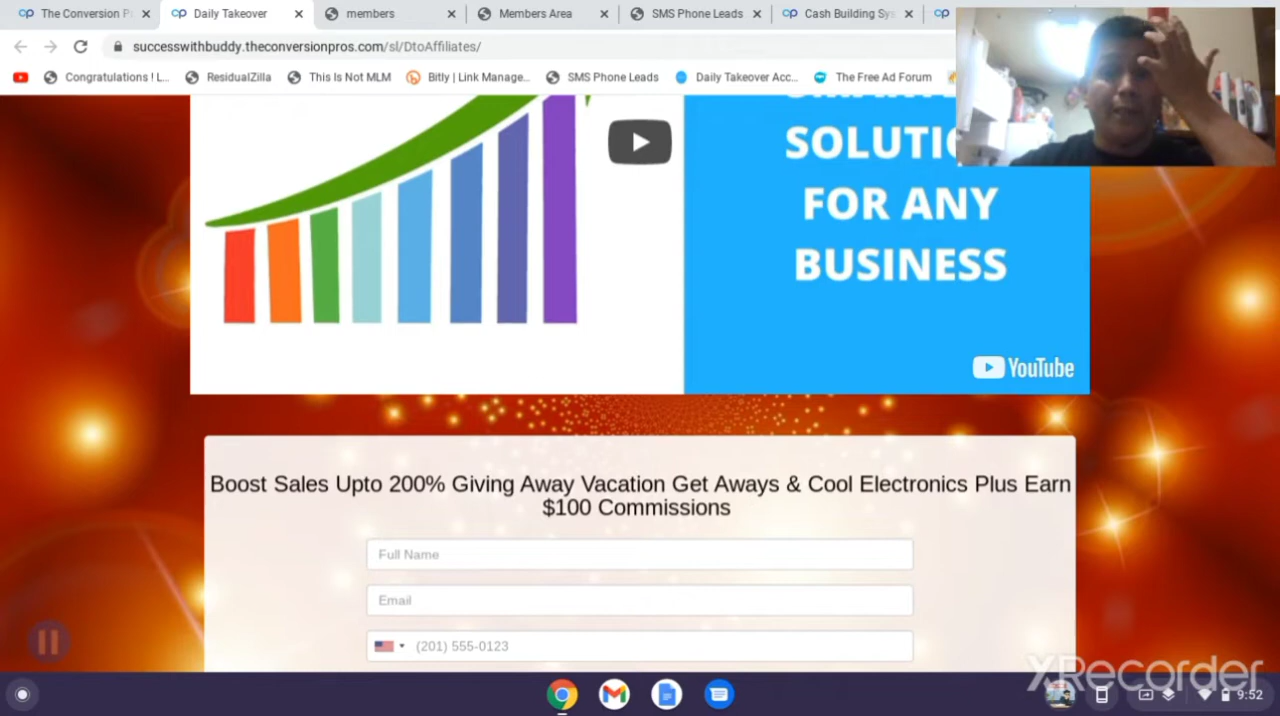 The Conversion P
Daily Takeover
members
Members Area
SMS Phone Leads
Cash Building Sy
successwithbuddy.theconversionpros.com/sl/DtoAffiliates/
Congratulations ! L...
ResidualZilla
This Is Not MLM
Bitly | Link Manage...
SMS Phone Leads
Daily Takeover Acc...
The Free Ad Forum
FOR ANY
BUSINESS
YouTube
Boost Sales Upto 200% Giving Away Vacation Get Aways & Cool Electronics Plus Earn
$100 Commissions
Full Name
Email
(201) 555-0123
XRecorder
9:52